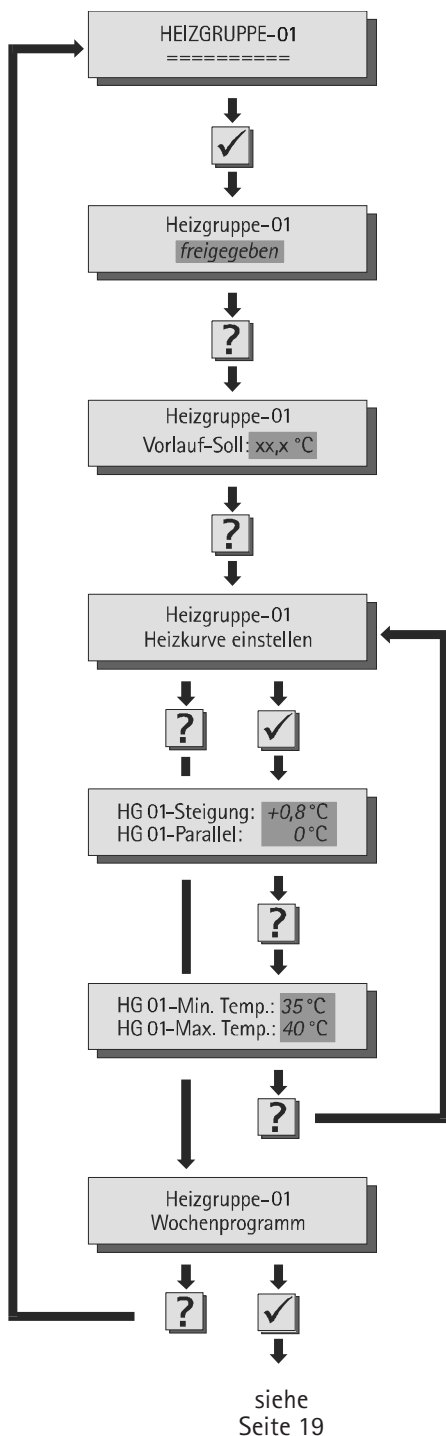 HEIZGRUPPE-01
==========
✓
Heizgruppe-01
freigegeben
?
Heizgruppe-01
Vorlauf-Soll: xx,x °C
?
Heizgruppe-01
Heizkurve einstellen
? ✓
HG 01-Steigung: +0,8 °C
HG 01-Parallel: 0 °C
?
HG 01-Min. Temp.: 35 °C
HG 01-Max. Temp.: 40 °C
?
Heizgruppe-01
Wochenprogramm
? ✓
siehe
Seite 19